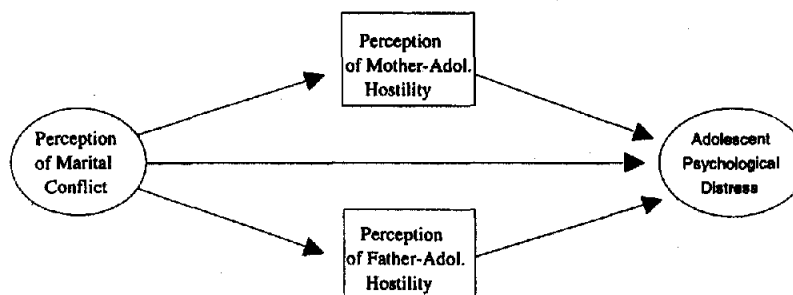 Perception
of Mother-Adol.
Hostility
Perception
of Marital
Conflict
Adolescent
Psychological
Distress
Perception
of Father-Adol.
Hostility